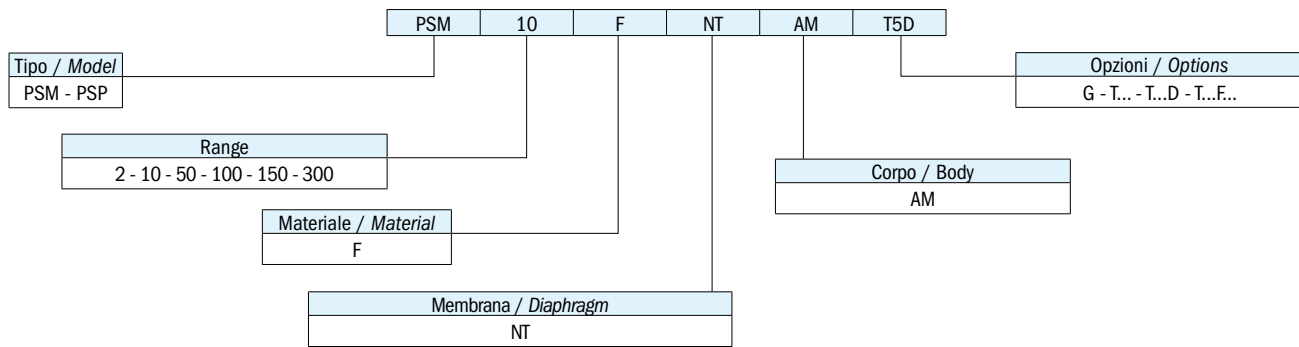 PSM 10 F NT AM T5D
Tipo / Model
PSM - PSP
Opzioni / Options
G - T... - T...D - T...F...
Range
2 - 10 - 50 - 100 - 150 - 300
Corpo / Body
AM
Materiale / Material
F
Membrana / Diaphragm
NT